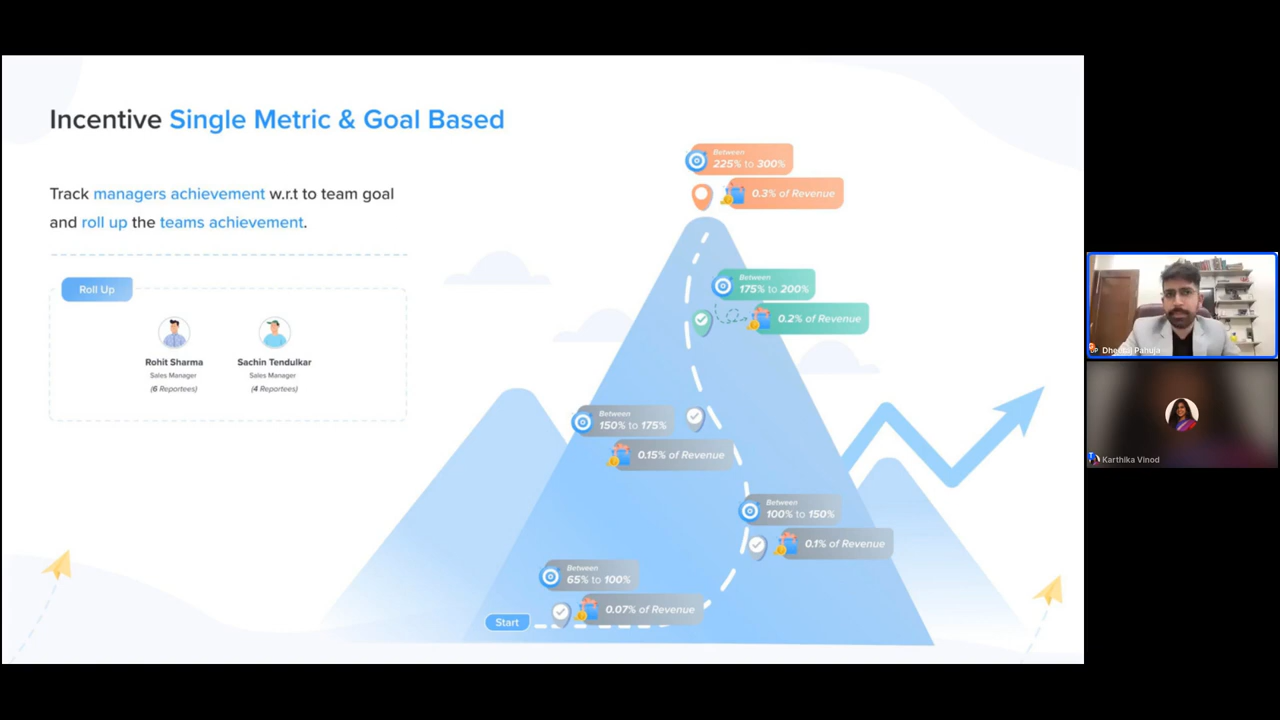 Incentive Single Metric & Goal Based
Track managers achievement w.r.t to team goal
and roll up the teams achievement.
Roll Up
Rohit Sharma
Sales Manager
(6 Reportees)
Sachin Tendulkar
Sales Manager
(4 Reportees)
Between
225% to 300%
0.3% of Revenue
Between
175% to 200%
0.2% of Revenue
Between
150% to 175%
0.15% of Revenue
Between
100% to 150%
0.1% of Revenue
Between
65% to 100%
0.07% of Revenue
Start
Dheeraj Pahuja
Karthika Vinod